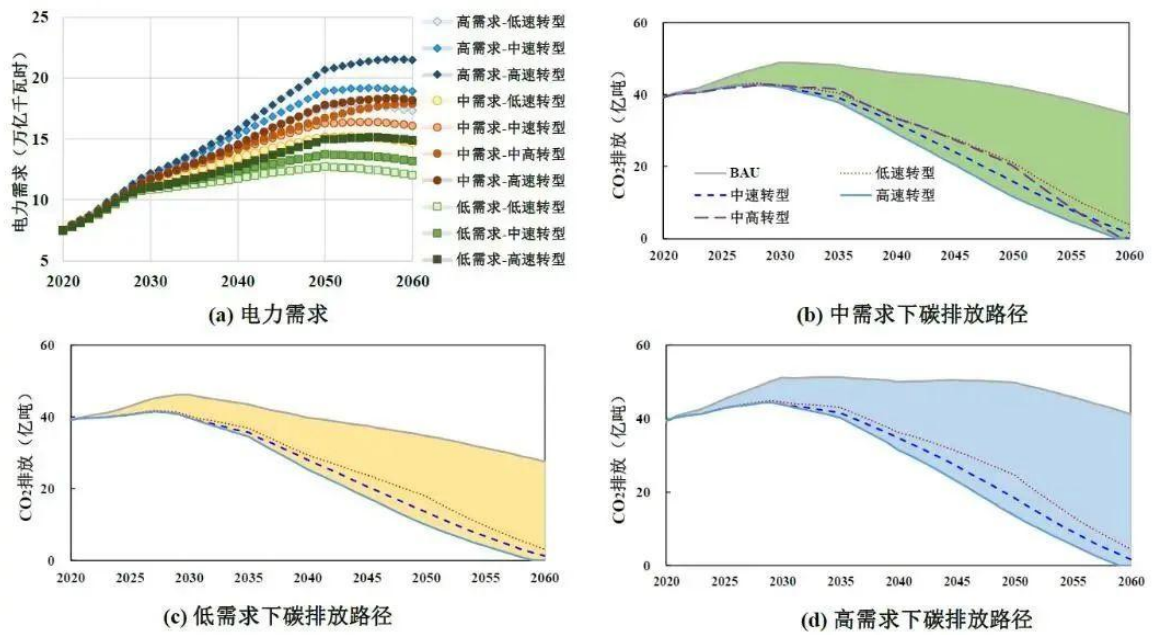 电力需求（万亿千瓦时）
25
20
15
10
5
2020 2030 2040 2050 2060
高需求-低速转型
高需求-中速转型
高需求-高速转型
中需求-低速转型
中需求-中速转型
中需求-中高转型
中需求-高速转型
低需求-低速转型
低需求-中速转型
低需求-高速转型
(a) 电力需求
CO2排放（亿吨）
60
40
20
0
BAU 低速转型
中速转型 高速转型
中高转型
2020 2025 2030 2035 2040 2045 2050 2055 2060
(b) 中需求下碳排放路径
CO2排放（亿吨）
60
40
20
0
2020 2025 2030 2035 2040 2045 2050 2055 2060
(c) 低需求下碳排放路径
CO2排放（亿吨）
60
40
20
0
2020 2025 2030 2035 2040 2045 2050 2055 2060
(d) 高需求下碳排放路径